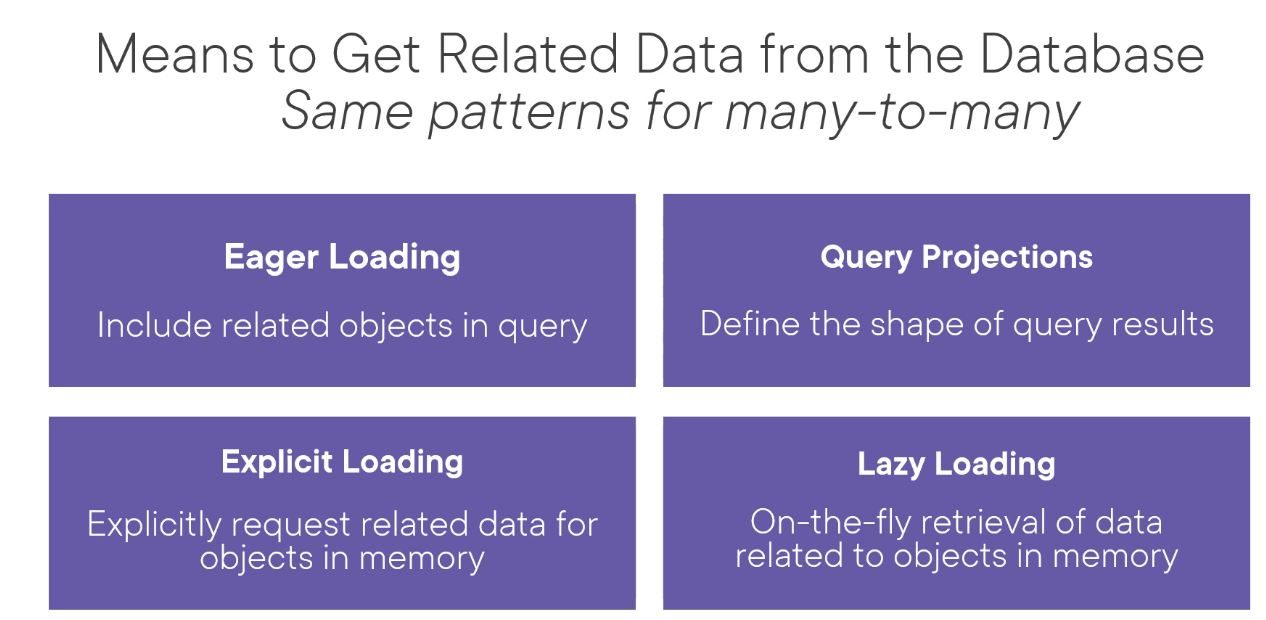 Means to Get Related Data from the Database
Same patterns for many-to-many
Eager Loading
Include related objects in query
Query Projections
Define the shape of query results
Explicit Loading
Explicitly request related data for
objects in memory
Lazy Loading
On-the-fly retrieval of data
related to objects in memory